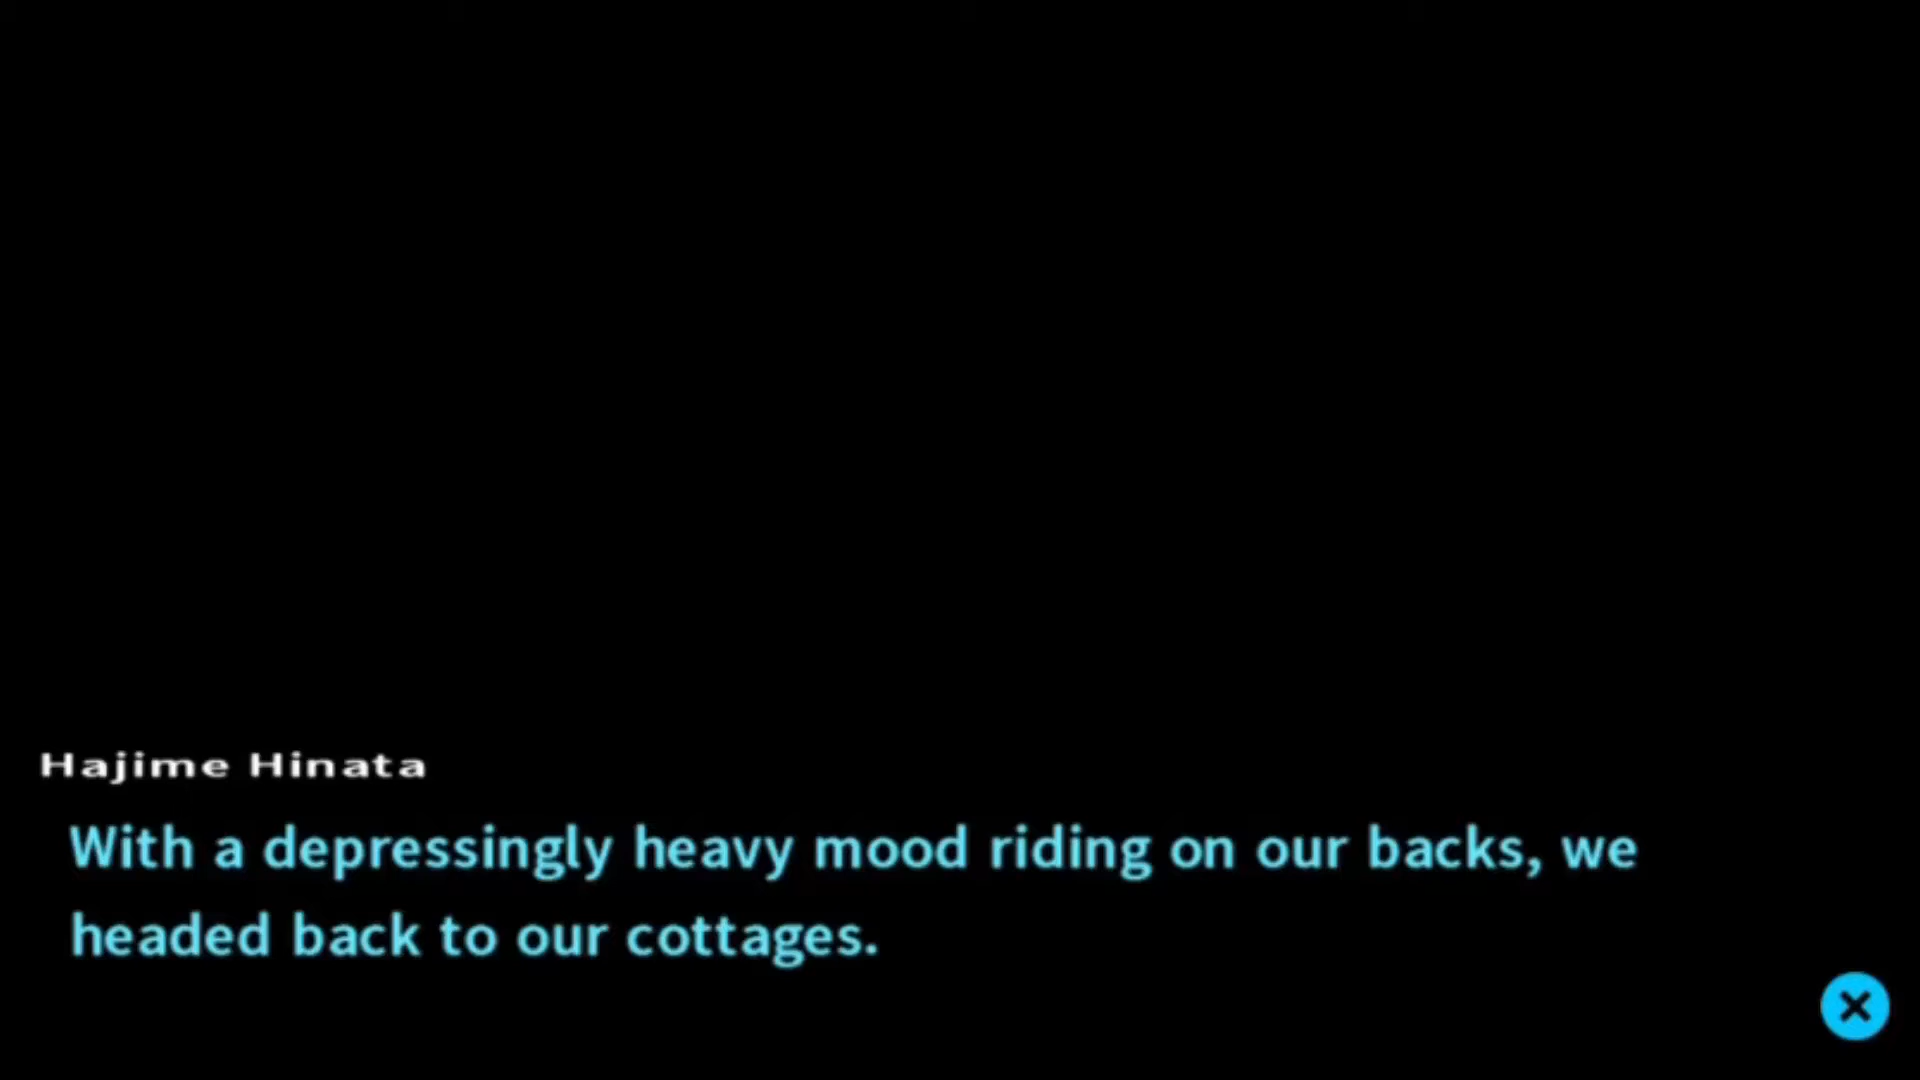 Hajime Hinata
With a depressingly heavy mood riding on our backs, we
headed back to our cottages.